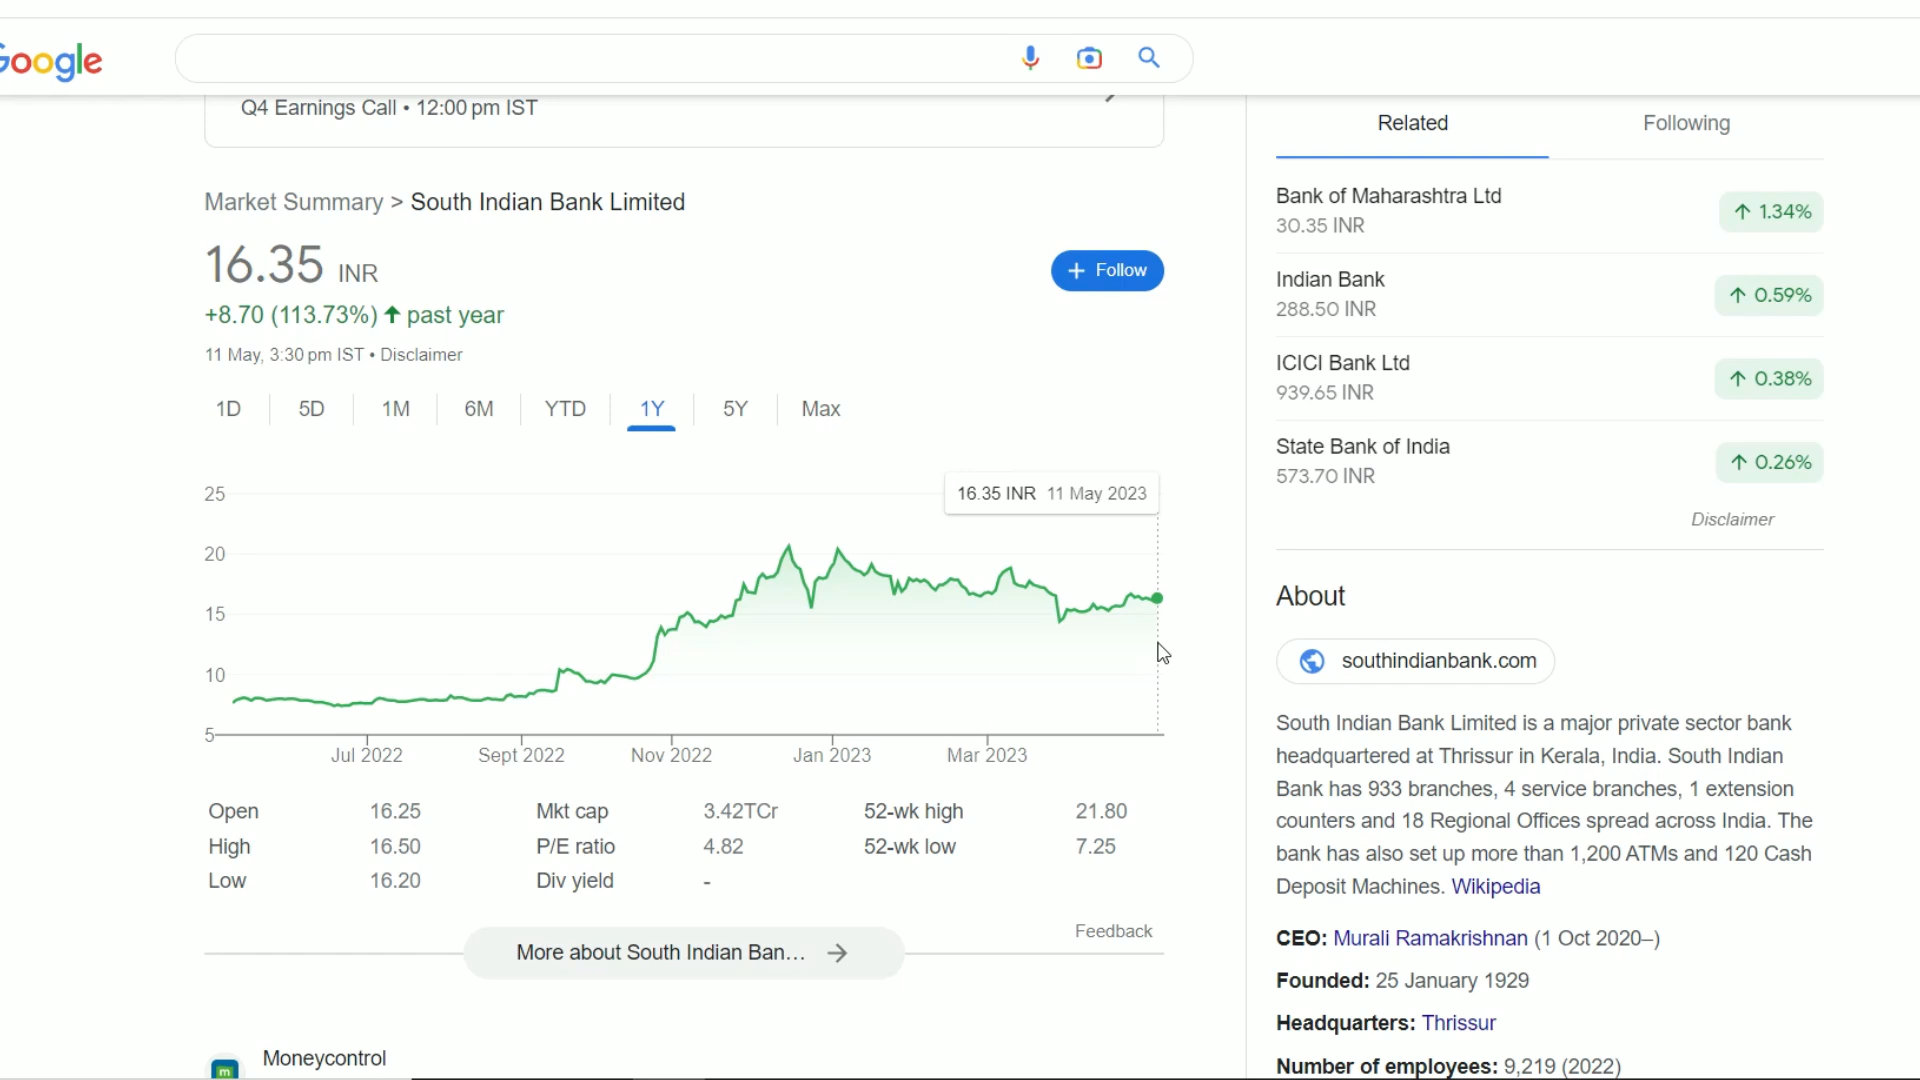 Google
Q4 Earnings Call • 12:00 pm IST
Market Summary > South Indian Bank Limited
16.35 INR
+ Follow
+8.70 (113.73%) ↑ past year
11 May, 3:30 pm IST • Disclaimer
1D 5D 1M 6M YTD 1Y 5Y Max
16.35 INR 11 May 2023
25
20
15
10
5
Jul 2022 Sept 2022 Nov 2022 Jan 2023 Mar 2023
Open 16.25 Mkt cap 3.42TCr 52-wk high 21.80
High 16.50 P/E ratio 4.82 52-wk low 7.25
Low 16.20 Div yield -
Feedback
More about South Indian Ban... →
m Moneycontrol
Related Following
Bank of Maharashtra Ltd
30.35 INR
↑ 1.34%
Indian Bank
288.50 INR
↑ 0.59%
ICICI Bank Ltd
939.65 INR
↑ 0.38%
State Bank of India
573.70 INR
↑ 0.26%
Disclaimer
About
southindianbank.com
South Indian Bank Limited is a major private sector bank
headquartered at Thrissur in Kerala, India. South Indian
Bank has 933 branches, 4 service branches, 1 extension
counters and 18 Regional Offices spread across India. The
bank has also set up more than 1,200 ATMs and 120 Cash
Deposit Machines. Wikipedia
CEO: Murali Ramakrishnan (1 Oct 2020–)
Founded: 25 January 1929
Headquarters: Thrissur
Number of employees: 9,219 (2022)